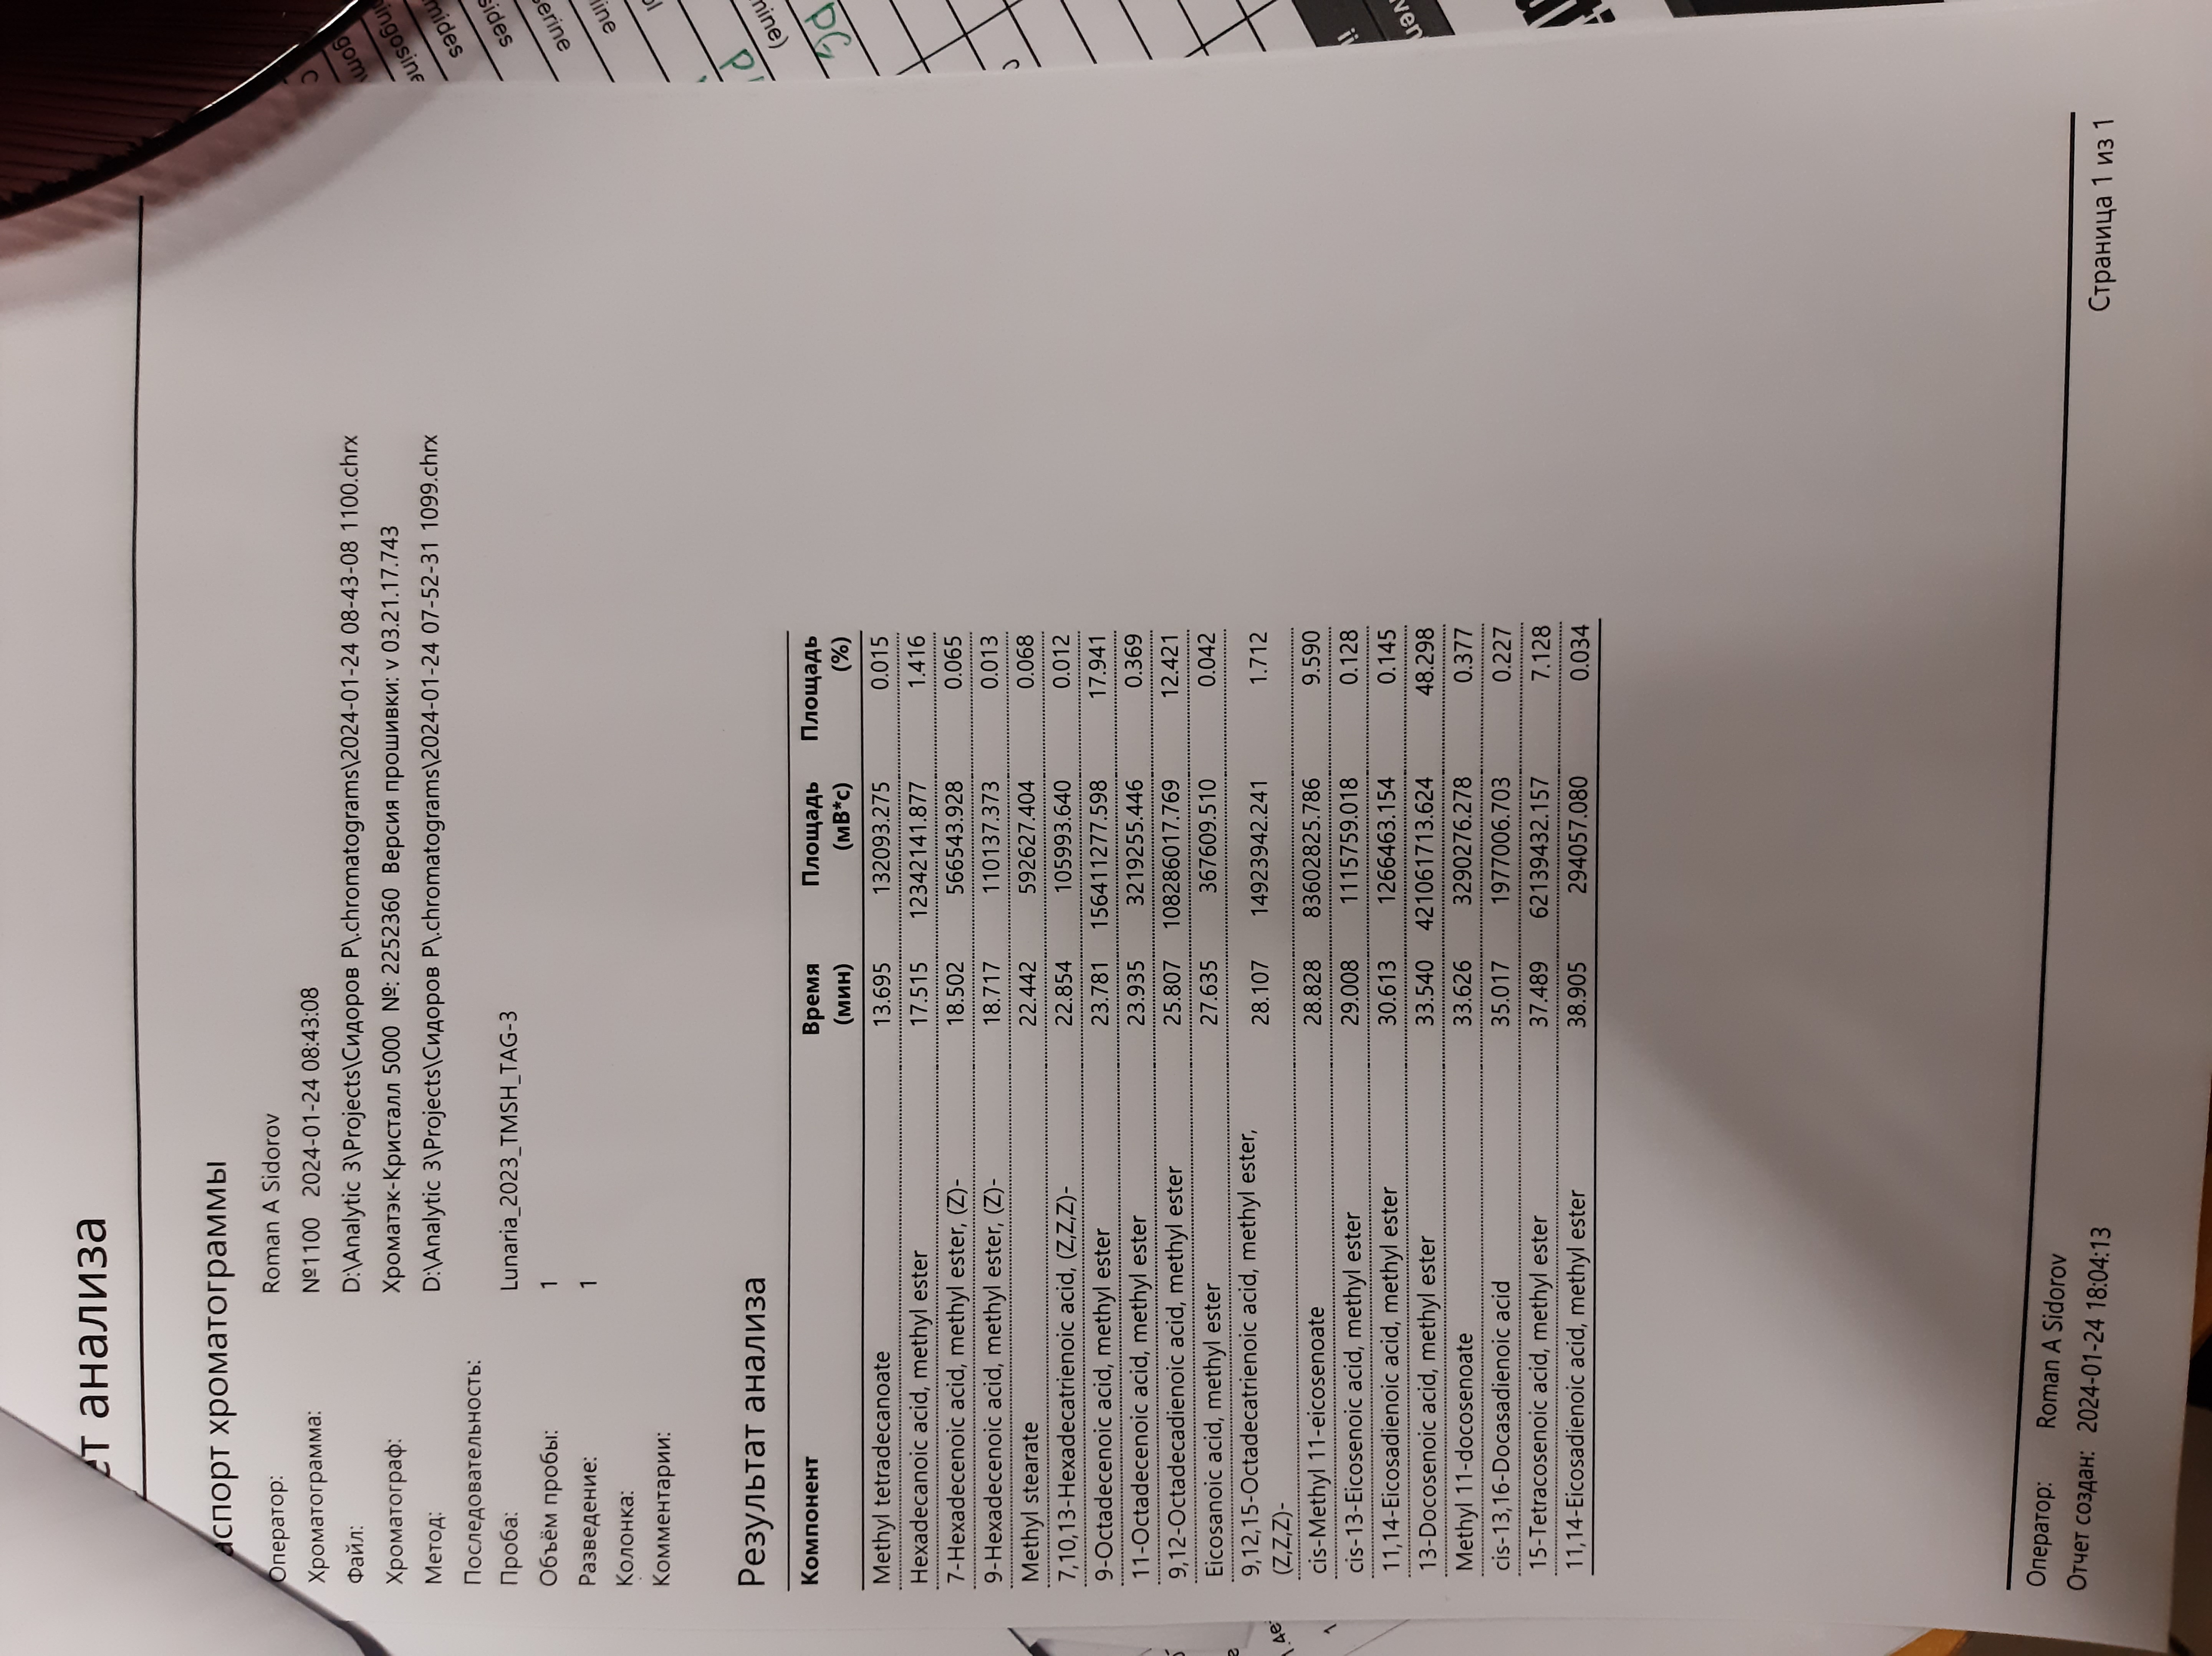 ет анализа
аспорт хроматограммы
Оператор: Roman A Sidorov
Хроматограмма: №1100 2024-01-24 08:43:08
Файл: D:\Analytic 3\Projects\Сидоров Р\.chromatograms\2024-01-24 08-43-08 1100.chrx
Хроматограф: Хроматэк-Кристалл 5000 №: 2252360 Версия прошивки: v 03.21.17.743
Метод: D:\Analytic 3\Projects\Сидоров Р\.chromatograms\2024-01-24 07-52-31 1099.chrx
Последовательность:
Проба: Lunaria_2023_TMSH_TAG-3
Объём пробы: 1
Разведение: 1
Колонка:
Комментарии:
Результат анализа
Компонент Время Площадь Площадь
(мин) (мВ*с) (%)
Methyl tetradecanoate 13.695 132093.275 0.015
Hexadecanoic acid, methyl ester 17.515 12342141.877 1.416
7-Hexadecenoic acid, methyl ester, (Z)- 18.502 566543.928 0.065
9-Hexadecenoic acid, methyl ester, (Z)- 18.717 110137.373 0.013
Methyl stearate 22.442 592627.404 0.068
7,10,13-Hexadecatrienoic acid, (Z,Z,Z)- 22.854 105993.640 0.012
9-Octadecenoic acid, methyl ester 23.781 156411277.598 17.941
11-Octadecenoic acid, methyl ester 23.935 3219255.446 0.369
9,12-Octadecadienoic acid, methyl ester 25.807 108286017.769 12.421
Eicosanoic acid, methyl ester 27.635 367609.510 0.042
9,12,15-Octadecatrienoic acid, methyl ester,
(Z,Z,Z)- 28.107 14923942.241 1.712
cis-Methyl 11-eicosenoate 28.828 83602825.786 9.590
cis-13-Eicosenoic acid, methyl ester 29.008 1115759.018 0.128
11,14-Eicosadienoic acid, methyl ester 30.613 1266463.154 0.145
13-Docosenoic acid, methyl ester 33.540 421061713.624 48.298
Methyl 11-docosenoate 33.626 3290276.278 0.377
cis-13,16-Docasadienoic acid 35.017 1977006.703 0.227
15-Tetracosenoic acid, methyl ester 37.489 62139432.157 7.128
11,14-Eicosadienoic acid, methyl ester 38.905 294057.080 0.034
Оператор: Roman A Sidorov
Отчет создан: 2024-01-24 18:04:13
Страница 1 из 1